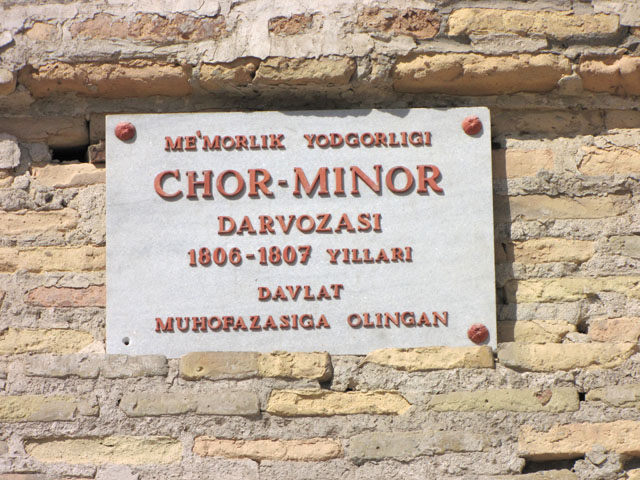 ME'MORLIK YODGORLIGI
CHOR-MINOR
DARVOZASI
1806-1807 YILLARI
DAVLAT
MUHOFAZASIGA OLINGAN